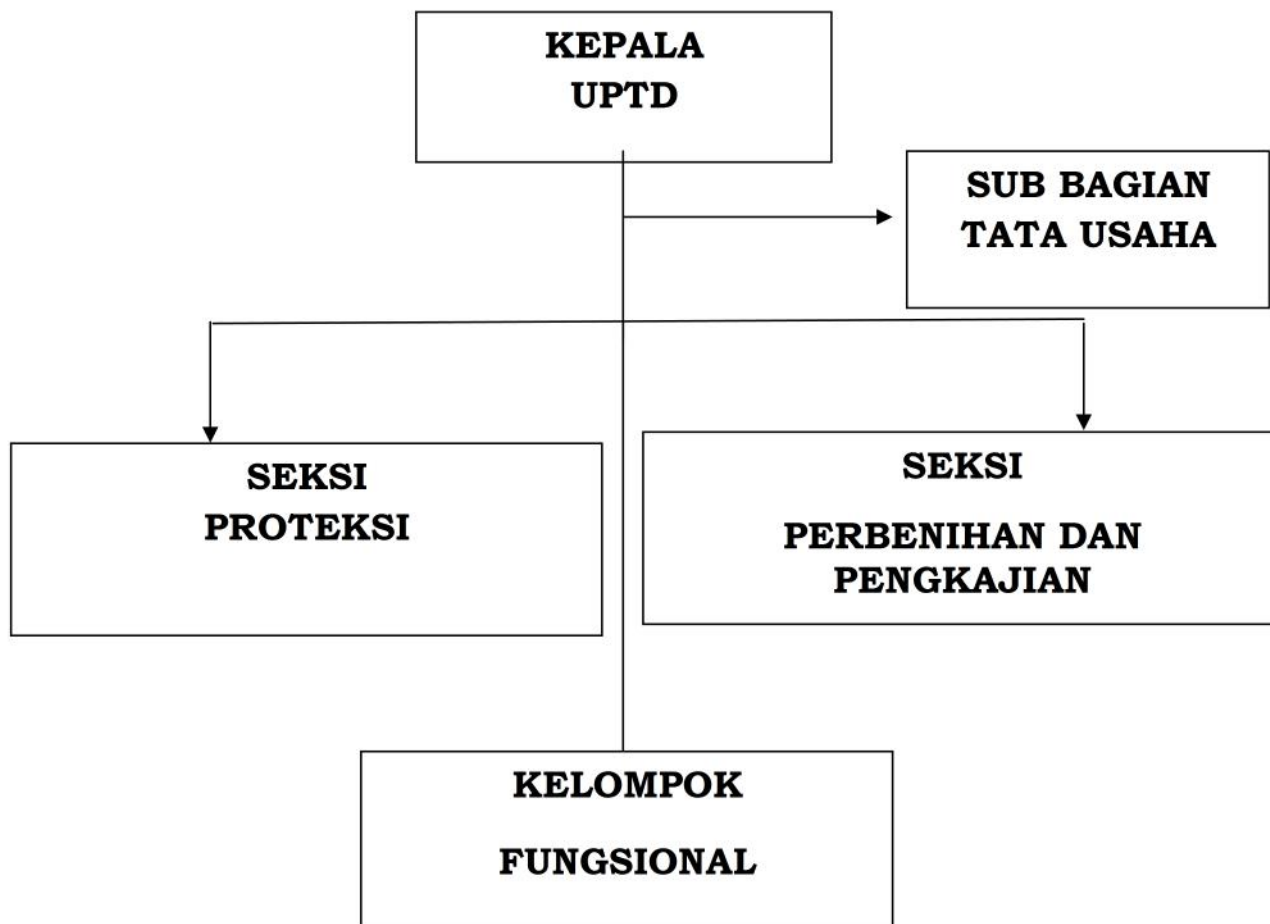 KEPALA
UPTD
SUB BAGIAN
TATA USAHA
SEKSI
PROTEKSI
SEKSI
PERBENIHAN DAN
PENGKAJIAN
KELOMPOK
FUNGSIONAL